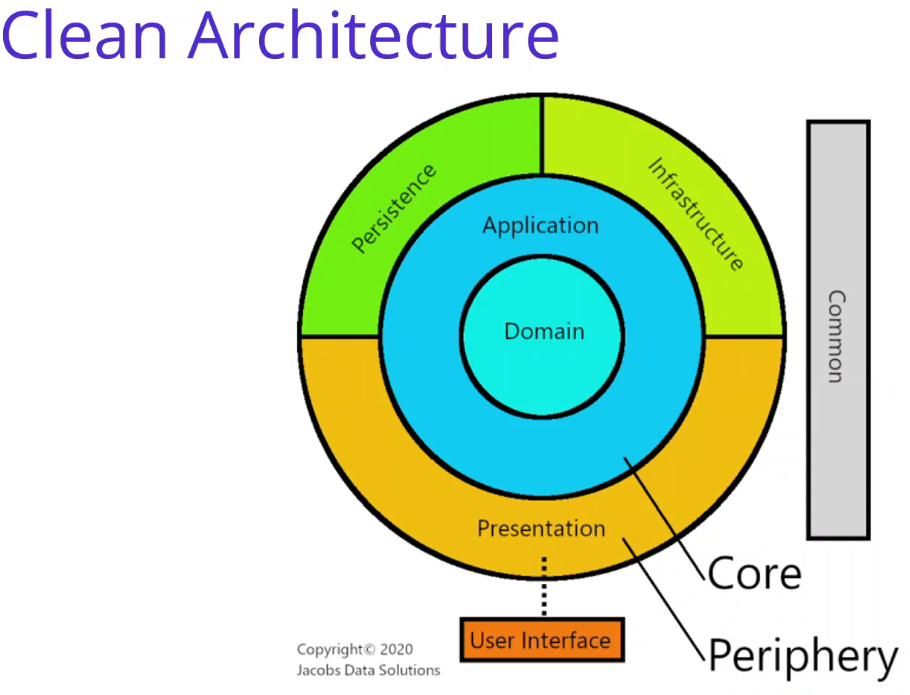 Clean Architecture
Persistence
Infrastructure
Application
Domain
Common
Presentation
Core
User Interface
Periphery
Copyright© 2020
Jacobs Data Solutions